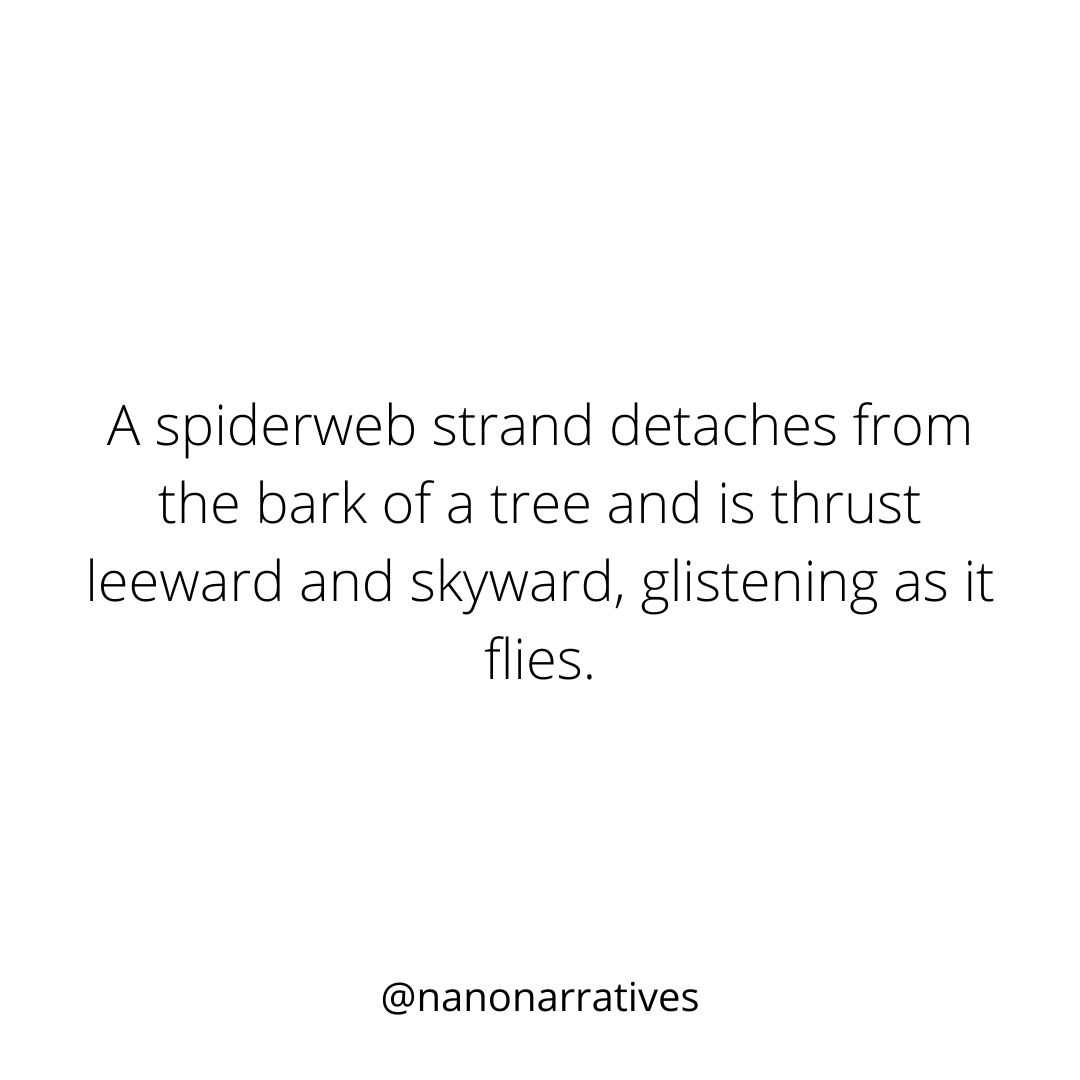 A spiderweb strand detaches from
the bark of a tree and is thrust
leeward and skyward, glistening as it
flies.
@nanonarratives